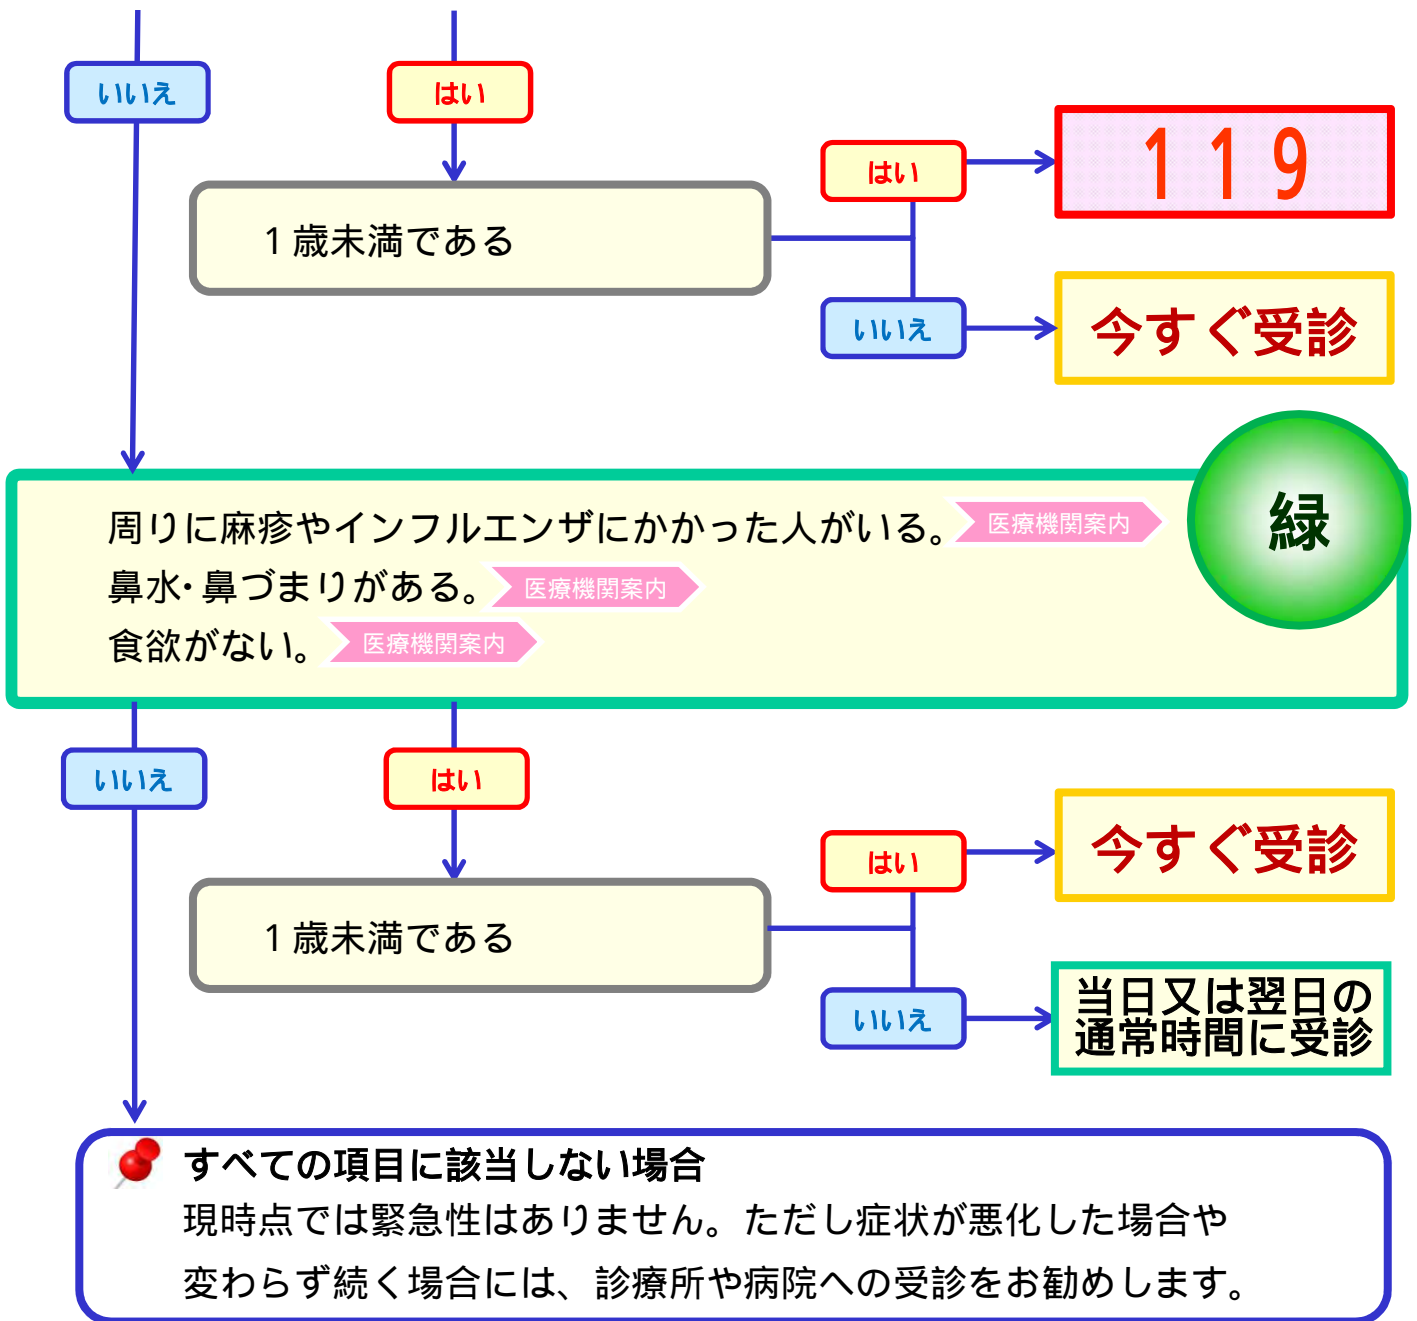 いいえ
はい
はい
１１９
１歳未満である
いいえ
今すぐ受診
緑
周りに麻疹やインフルエンザにかかった人がいる。 医療機関案内
鼻水・鼻づまりがある。 医療機関案内
食欲がない。 医療機関案内
いいえ
はい
はい
今すぐ受診
１歳未満である
いいえ
当日又は翌日の
通常時間に受診
すべての項目に該当しない場合
現時点では緊急性はありません。ただし症状が悪化した場合や
変わらず続く場合には、診療所や病院への受診をお勧めします。